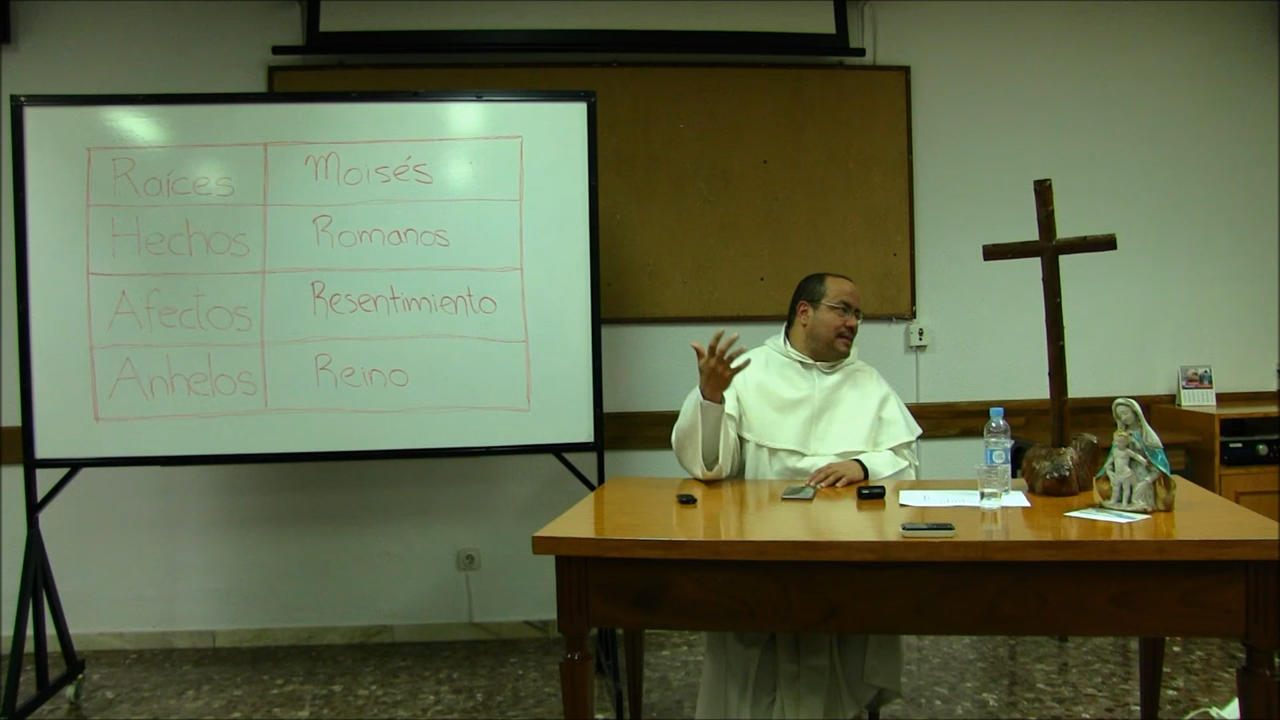 Raíces Moisés
Hechos Romanos
Afectos Resentimiento
Anhelos Reino